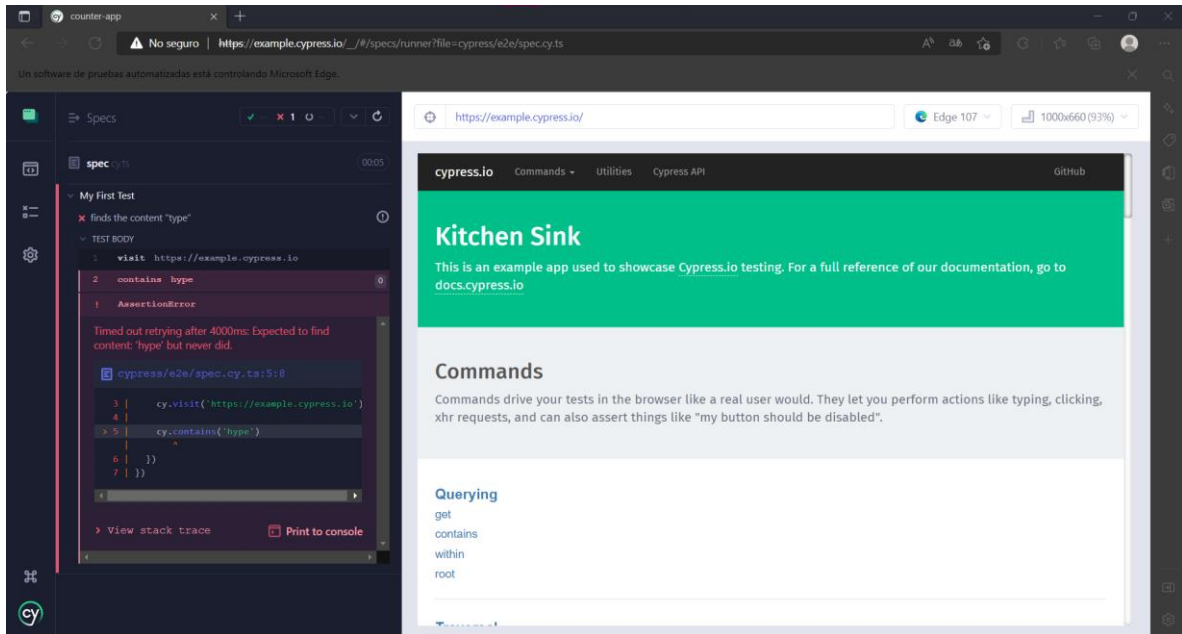 counter-app
No seguro
https://example.cypress.io/__/#/specs/runner?file=cypress/e2e/spec.cy.ts
Un software de pruebas automatizadas está controlando Microsoft Edge.
Specs
-- 1 --
spec cy.ts 00:05
My First Test
finds the content "type"
TEST BODY
1 visit https://example.cypress.io
2 contains hype 0
! AssertionError
Timed out retrying after 4000ms: Expected to find
content: 'hype' but never did.
cypress/e2e/spec.cy.ts:5:8
3 | cy.visit('https://example.cypress.io')
4 |
> 5 | cy.contains('hype')
| ^
6 | })
7 | })
> View stack trace
Print to console
cy
https://example.cypress.io/
Edge 107
1000x660 (93%)
cypress.io Commands Utilities Cypress API GitHub
Kitchen Sink
This is an example app used to showcase Cypress.io testing. For a full reference of our documentation, go to
docs.cypress.io
Commands
Commands drive your tests in the browser like a real user would. They let you perform actions like typing, clicking,
xhr requests, and can also assert things like "my button should be disabled".
Querying
get
contains
within
root